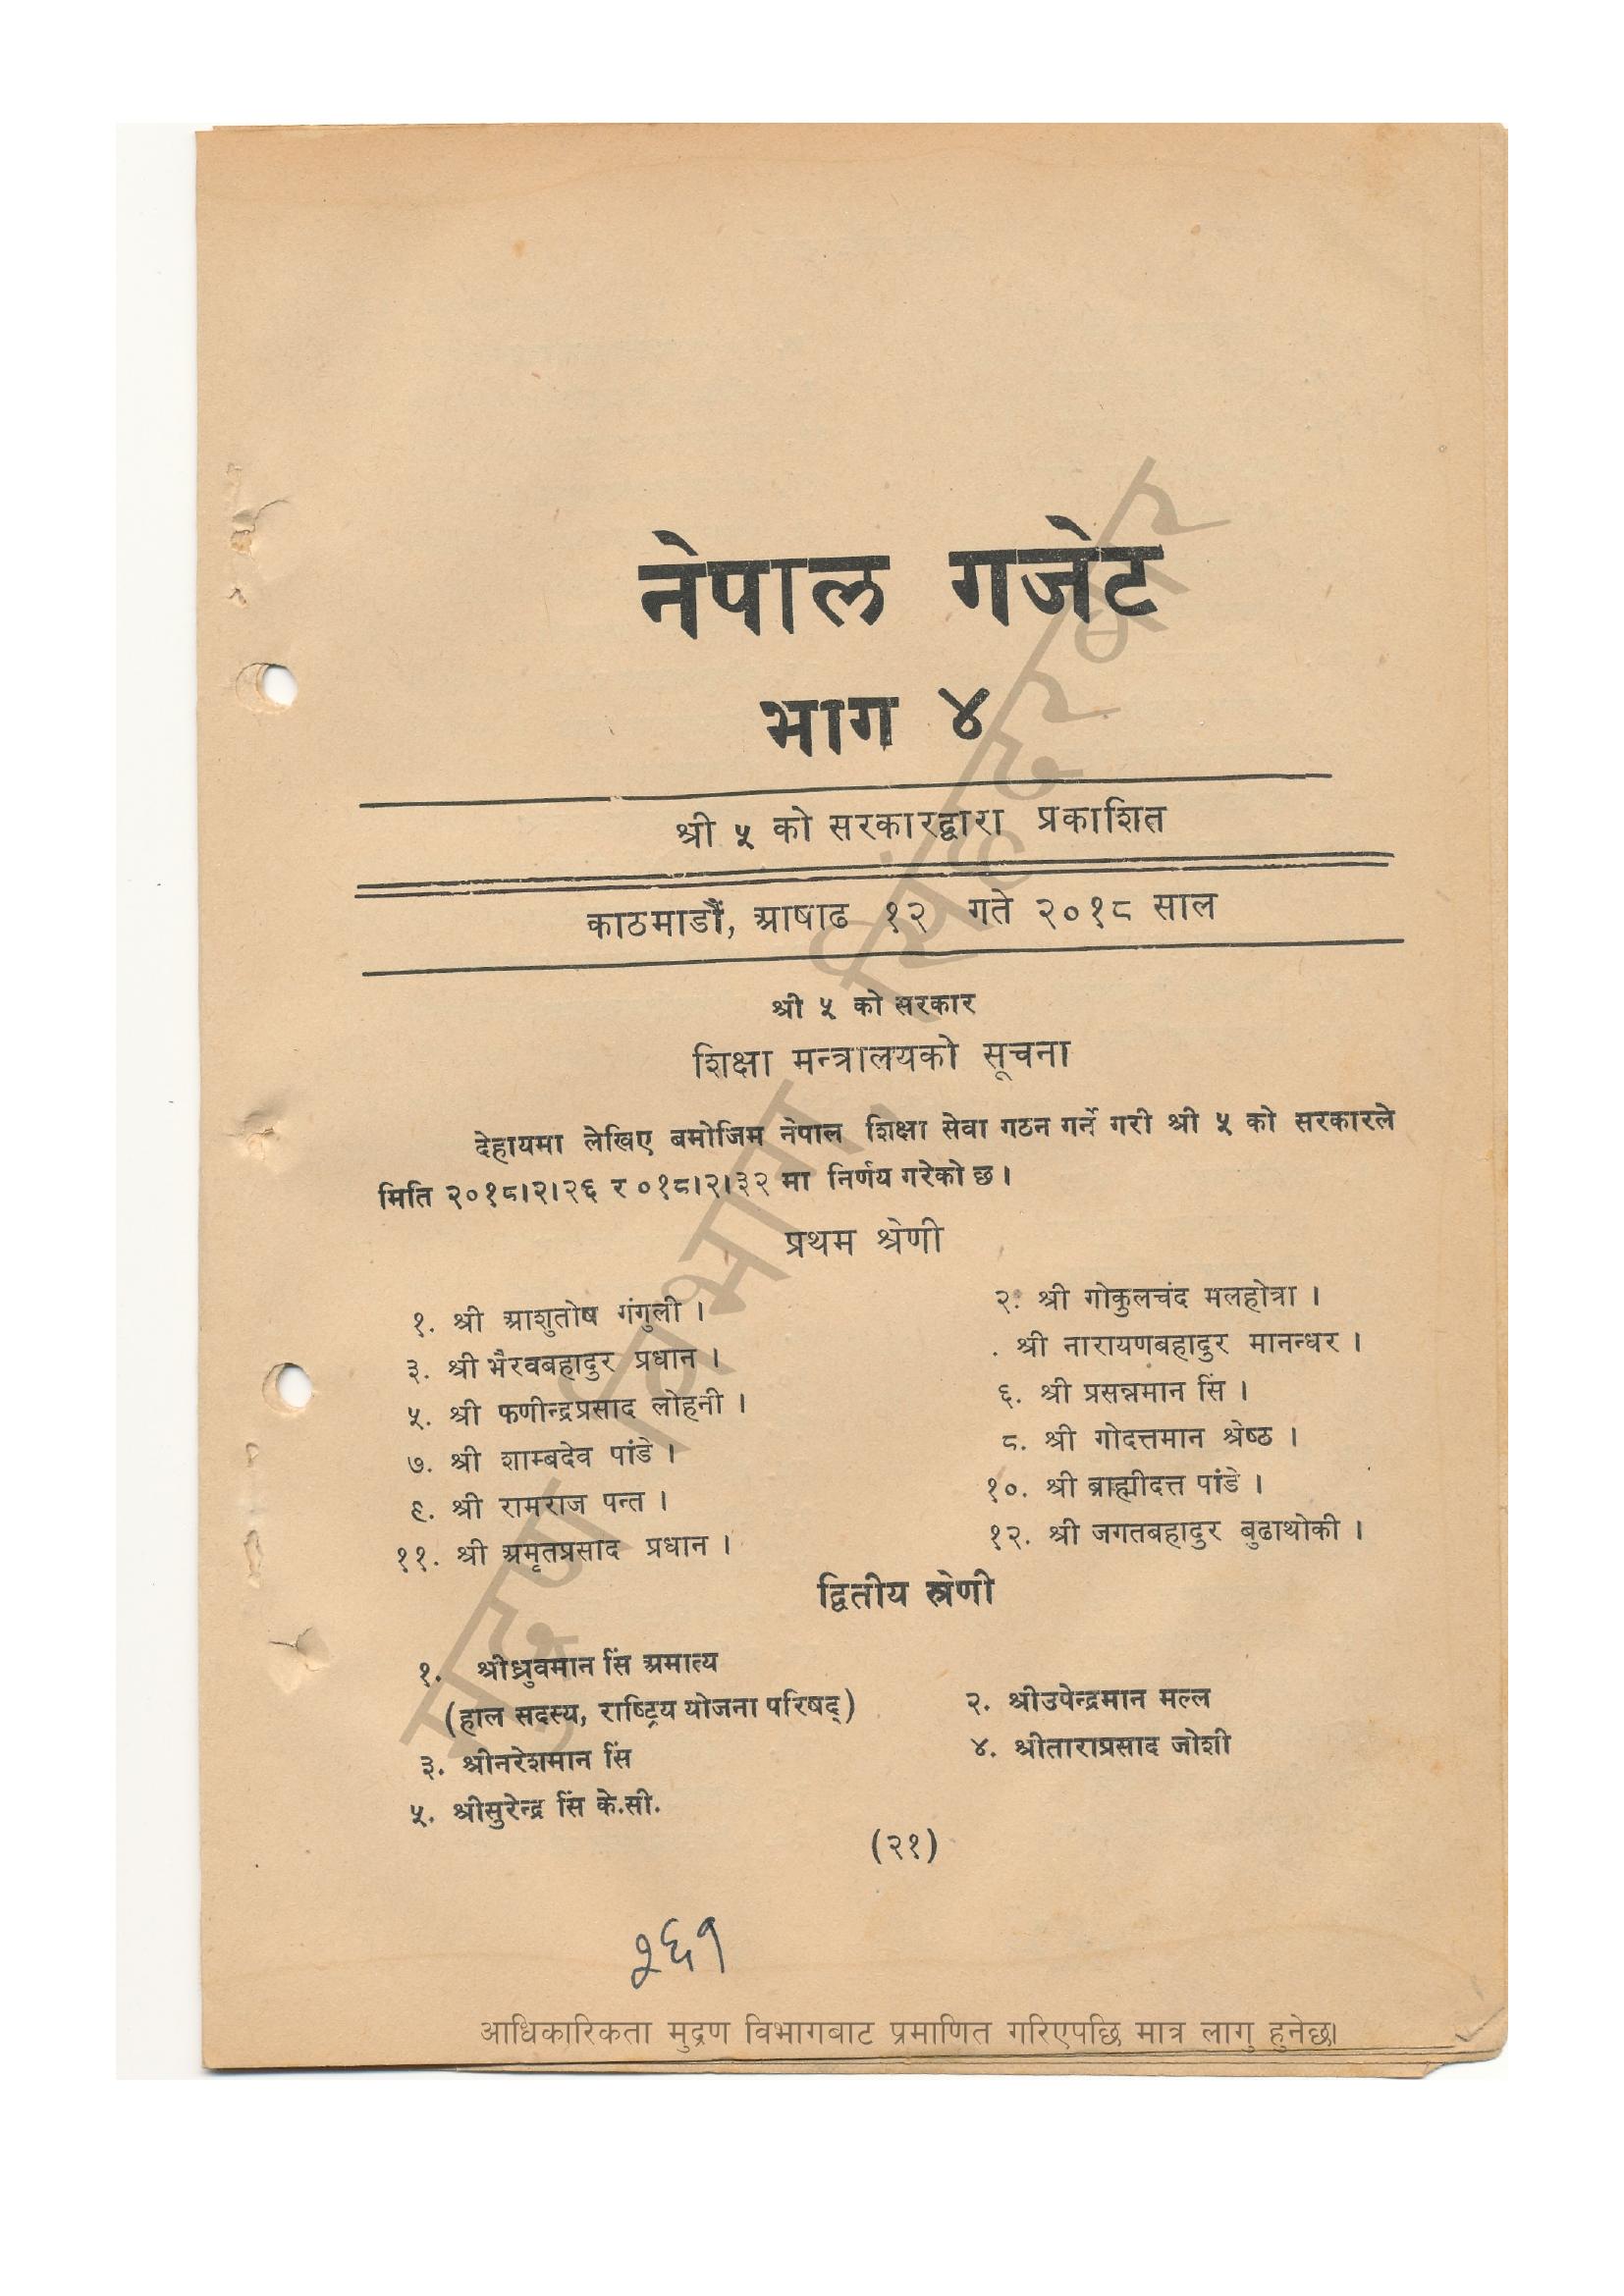 नेपाल गजेट
भाग ४
श्री ५ को सरकारद्वारा प्रकाशित
काठमाडौं, आषाढ १२ गते २०१८ साल
श्री ५ को सरकार
शिक्षा मन्त्रालयको सूचना
देहायमा लेखिए बमोजिम नेपाल शिक्षा सेवा गठन गर्ने गरी श्री ५ को सरकारले
मिति २०१८।२।२६ र ०१८।२।३२ मा निर्णय गरेको छ।
प्रथम श्रेणी
१. श्री आशुतोष गंगुली । २. श्री गोकुलचंद मलहोत्रा ।
३. श्री भैरवबहादुर प्रधान । . श्री नारायणबहादुर मानन्धर ।
५. श्री फणीन्द्रप्रसाद लोहनी । ६. श्री प्रसन्नमान सिं ।
७. श्री शाम्बदेव पांडे । ८. श्री गोदत्तमान श्रेष्ठ ।
९. श्री रामराज पन्त । १०. श्री ब्राह्मीदत्त पांडे ।
११. श्री अमृतप्रसाद प्रधान । १२. श्री जगतबहादुर बुढाथोकी ।
द्वितीय श्रेणी
१. श्रीध्रुवमान सिं अमात्य
(हाल सदस्य, राष्ट्रिय योजना परिषद्) २. श्रीउपेन्द्रमान मल्ल
३. श्रीनरेशमान सिं ४. श्रीताराप्रसाद जोशी
५. श्रीसुरेन्द्र सिं के.सी.
(२१)
२६१
मुद्रण विभाग, सिंहदरबार
आधिकारिकता मुद्रण विभागबाट प्रमाणित गरिएपछि मात्र लागु हुनेछ।